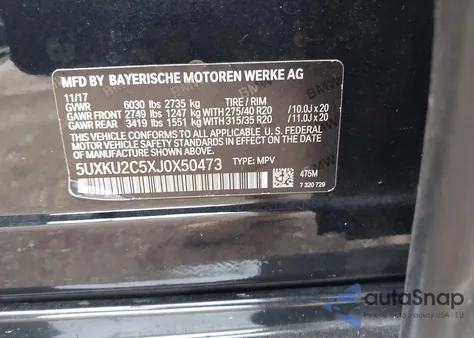 MFD BY BAYERISCHE MOTOREN WERKE AG
11/17
GVWR 6030 lbs 2735 kg TIRE / RIM
GAWR FRONT 2749 lbs 1247 kg WITH 275/40 R20 /10.0J x 20
GAWR REAR 3419 lbs 1551 kg WITH 315/35 R20 /11.0J x 20
THIS VEHICLE CONFORMS TO ALL APPLICABLE U. S. FEDERAL
MOTOR VEHICLE SAFETY STANDARDS IN EFFECT ON THE DATE
OF MANUFACTURE SHOWN ABOVE.
5UXKU2C5XJ0X50473 TYPE: MPV
475M
7 320 729
autoSnap